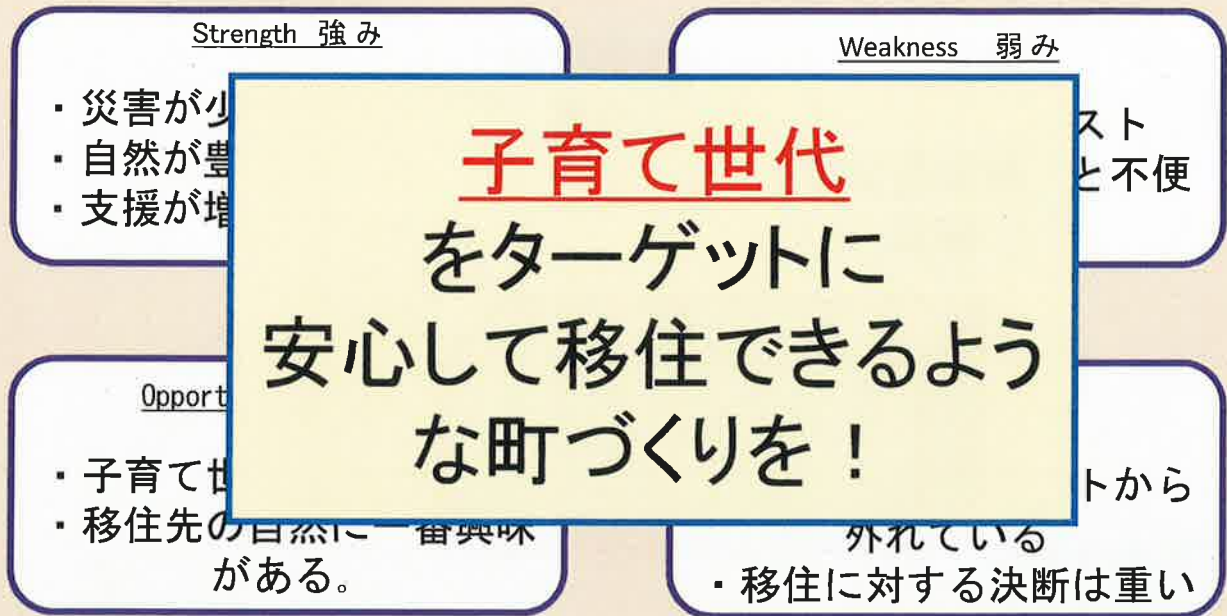 Strength 強み
・災害が少
・自然が豊
・支援が増
Weakness 弱み
スト
と不便
子育て世代
をターゲットに
安心して移住できるよう
な町づくりを！
Opport
・子育て世
・移住先の自然に一番興味
がある。
トから
外れている
・移住に対する決断は重い